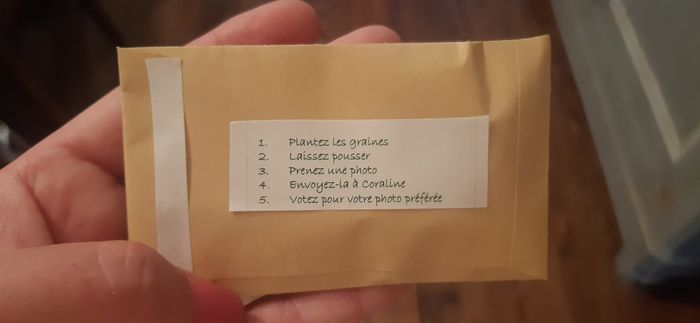 1. Plantez les graines
2. Laissez pousser
3. Prenez une photo
4. Envoyez-la à Coraline
5. Votez pour votre photo préférée